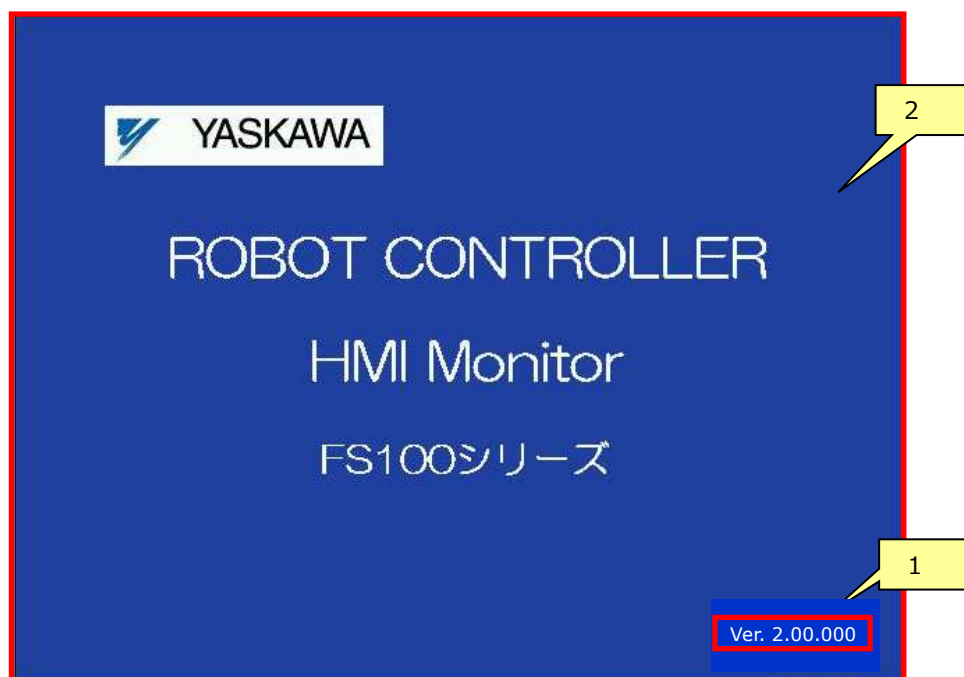 YASKAWA
2
ROBOT CONTROLLER
HMI Monitor
FS100シリーズ
1
Ver. 2.00.000